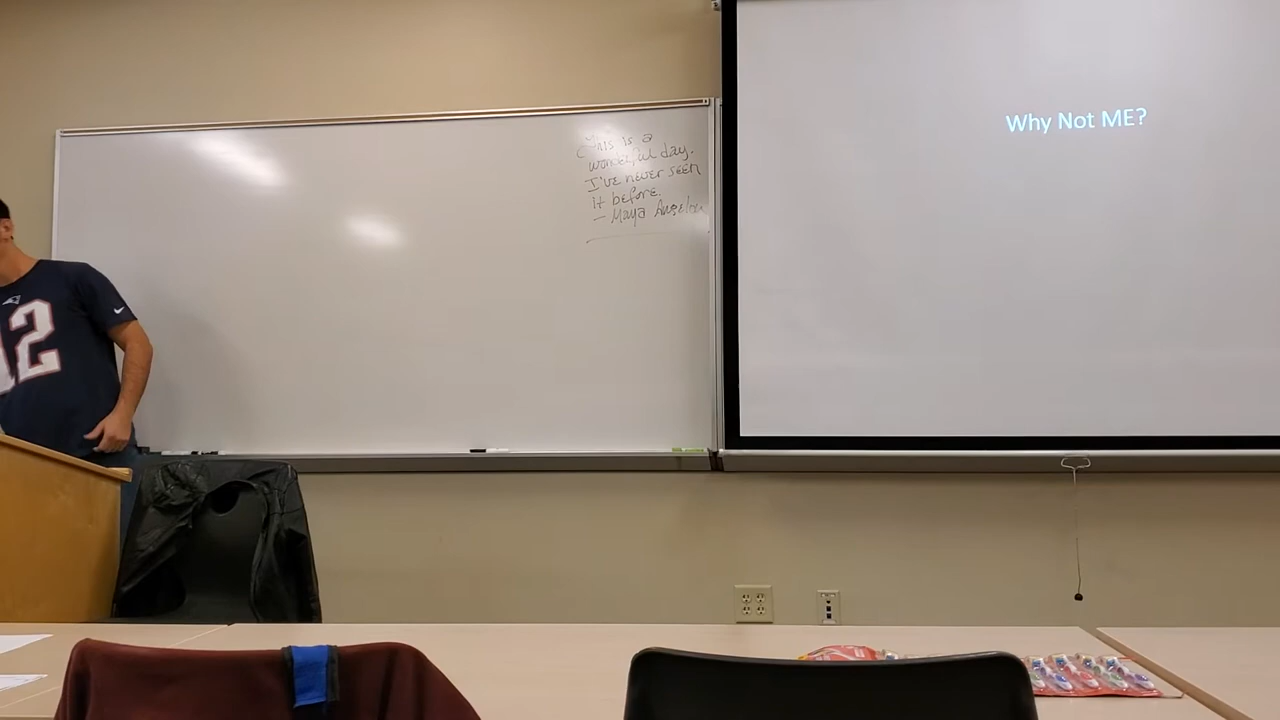 This is a
wonderful day.
I've never seen
it before.
- Maya Angelou
Why Not ME?
12